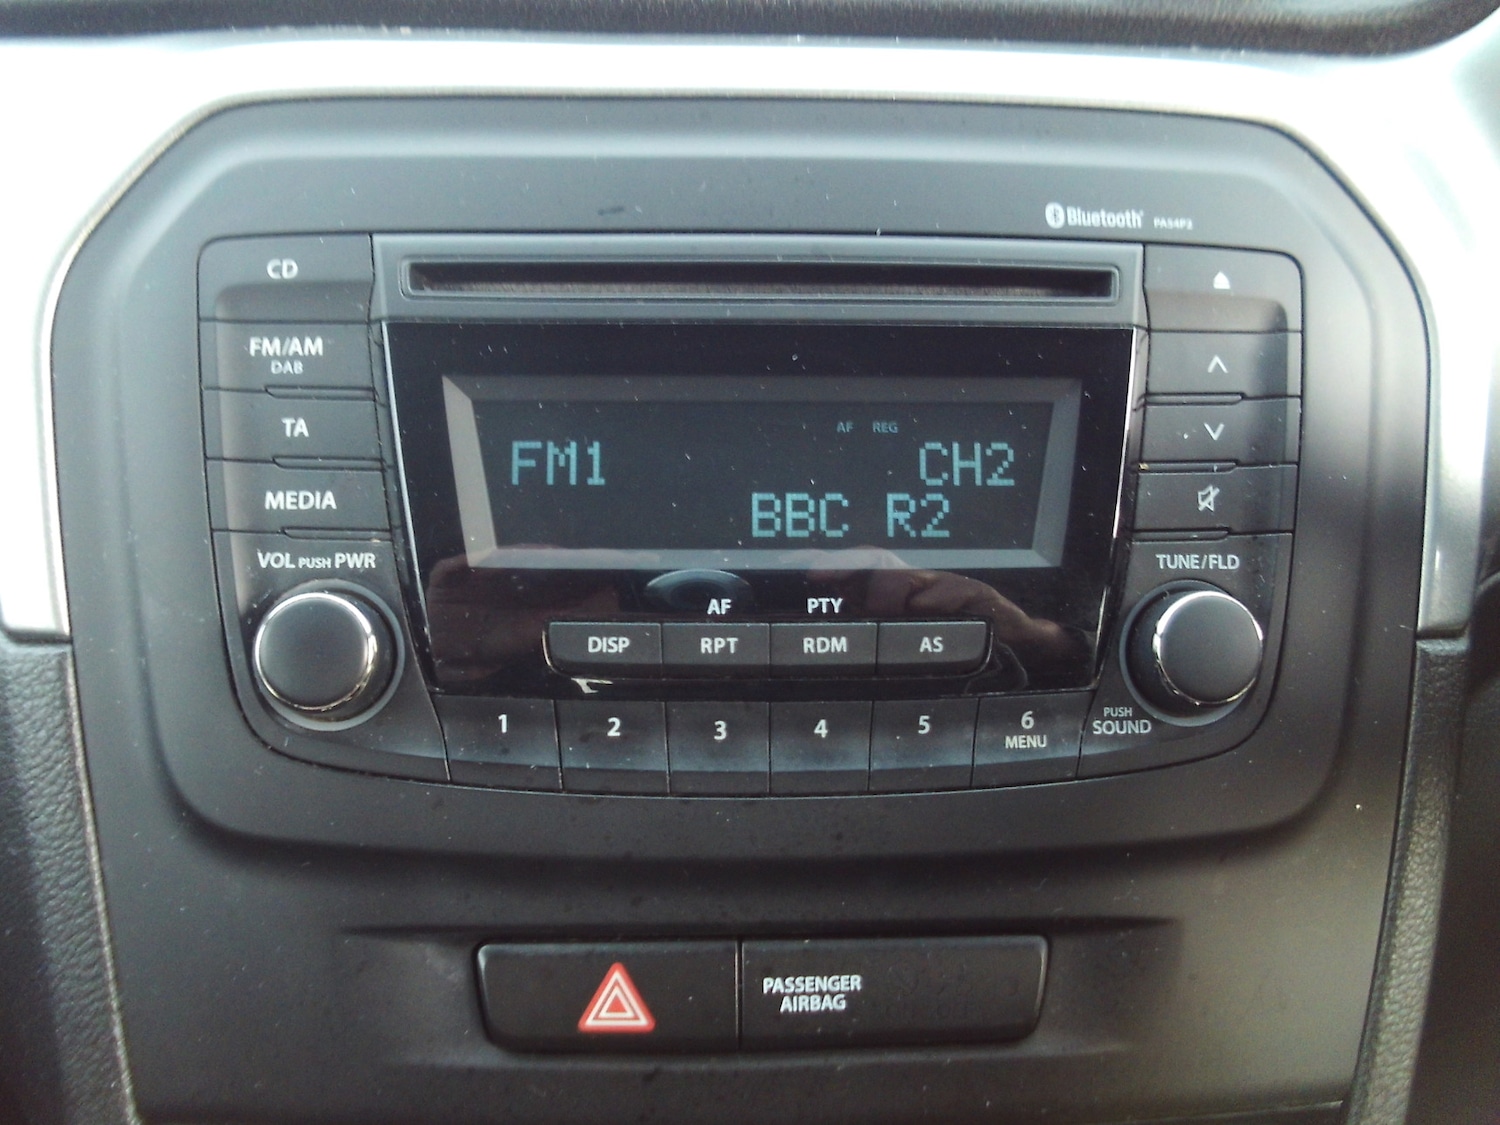 Bluetooth PA54P2
CD
FM/AM
DAB
TA
MEDIA
VOL PUSH PWR
AF REG
FM1 CH2
BBC R2
TUNE/FLD
AF PTY
DISP RPT RDM AS
1 2 3 4 5 6
MENU
PUSH
SOUND
PASSENGER
AIRBAG